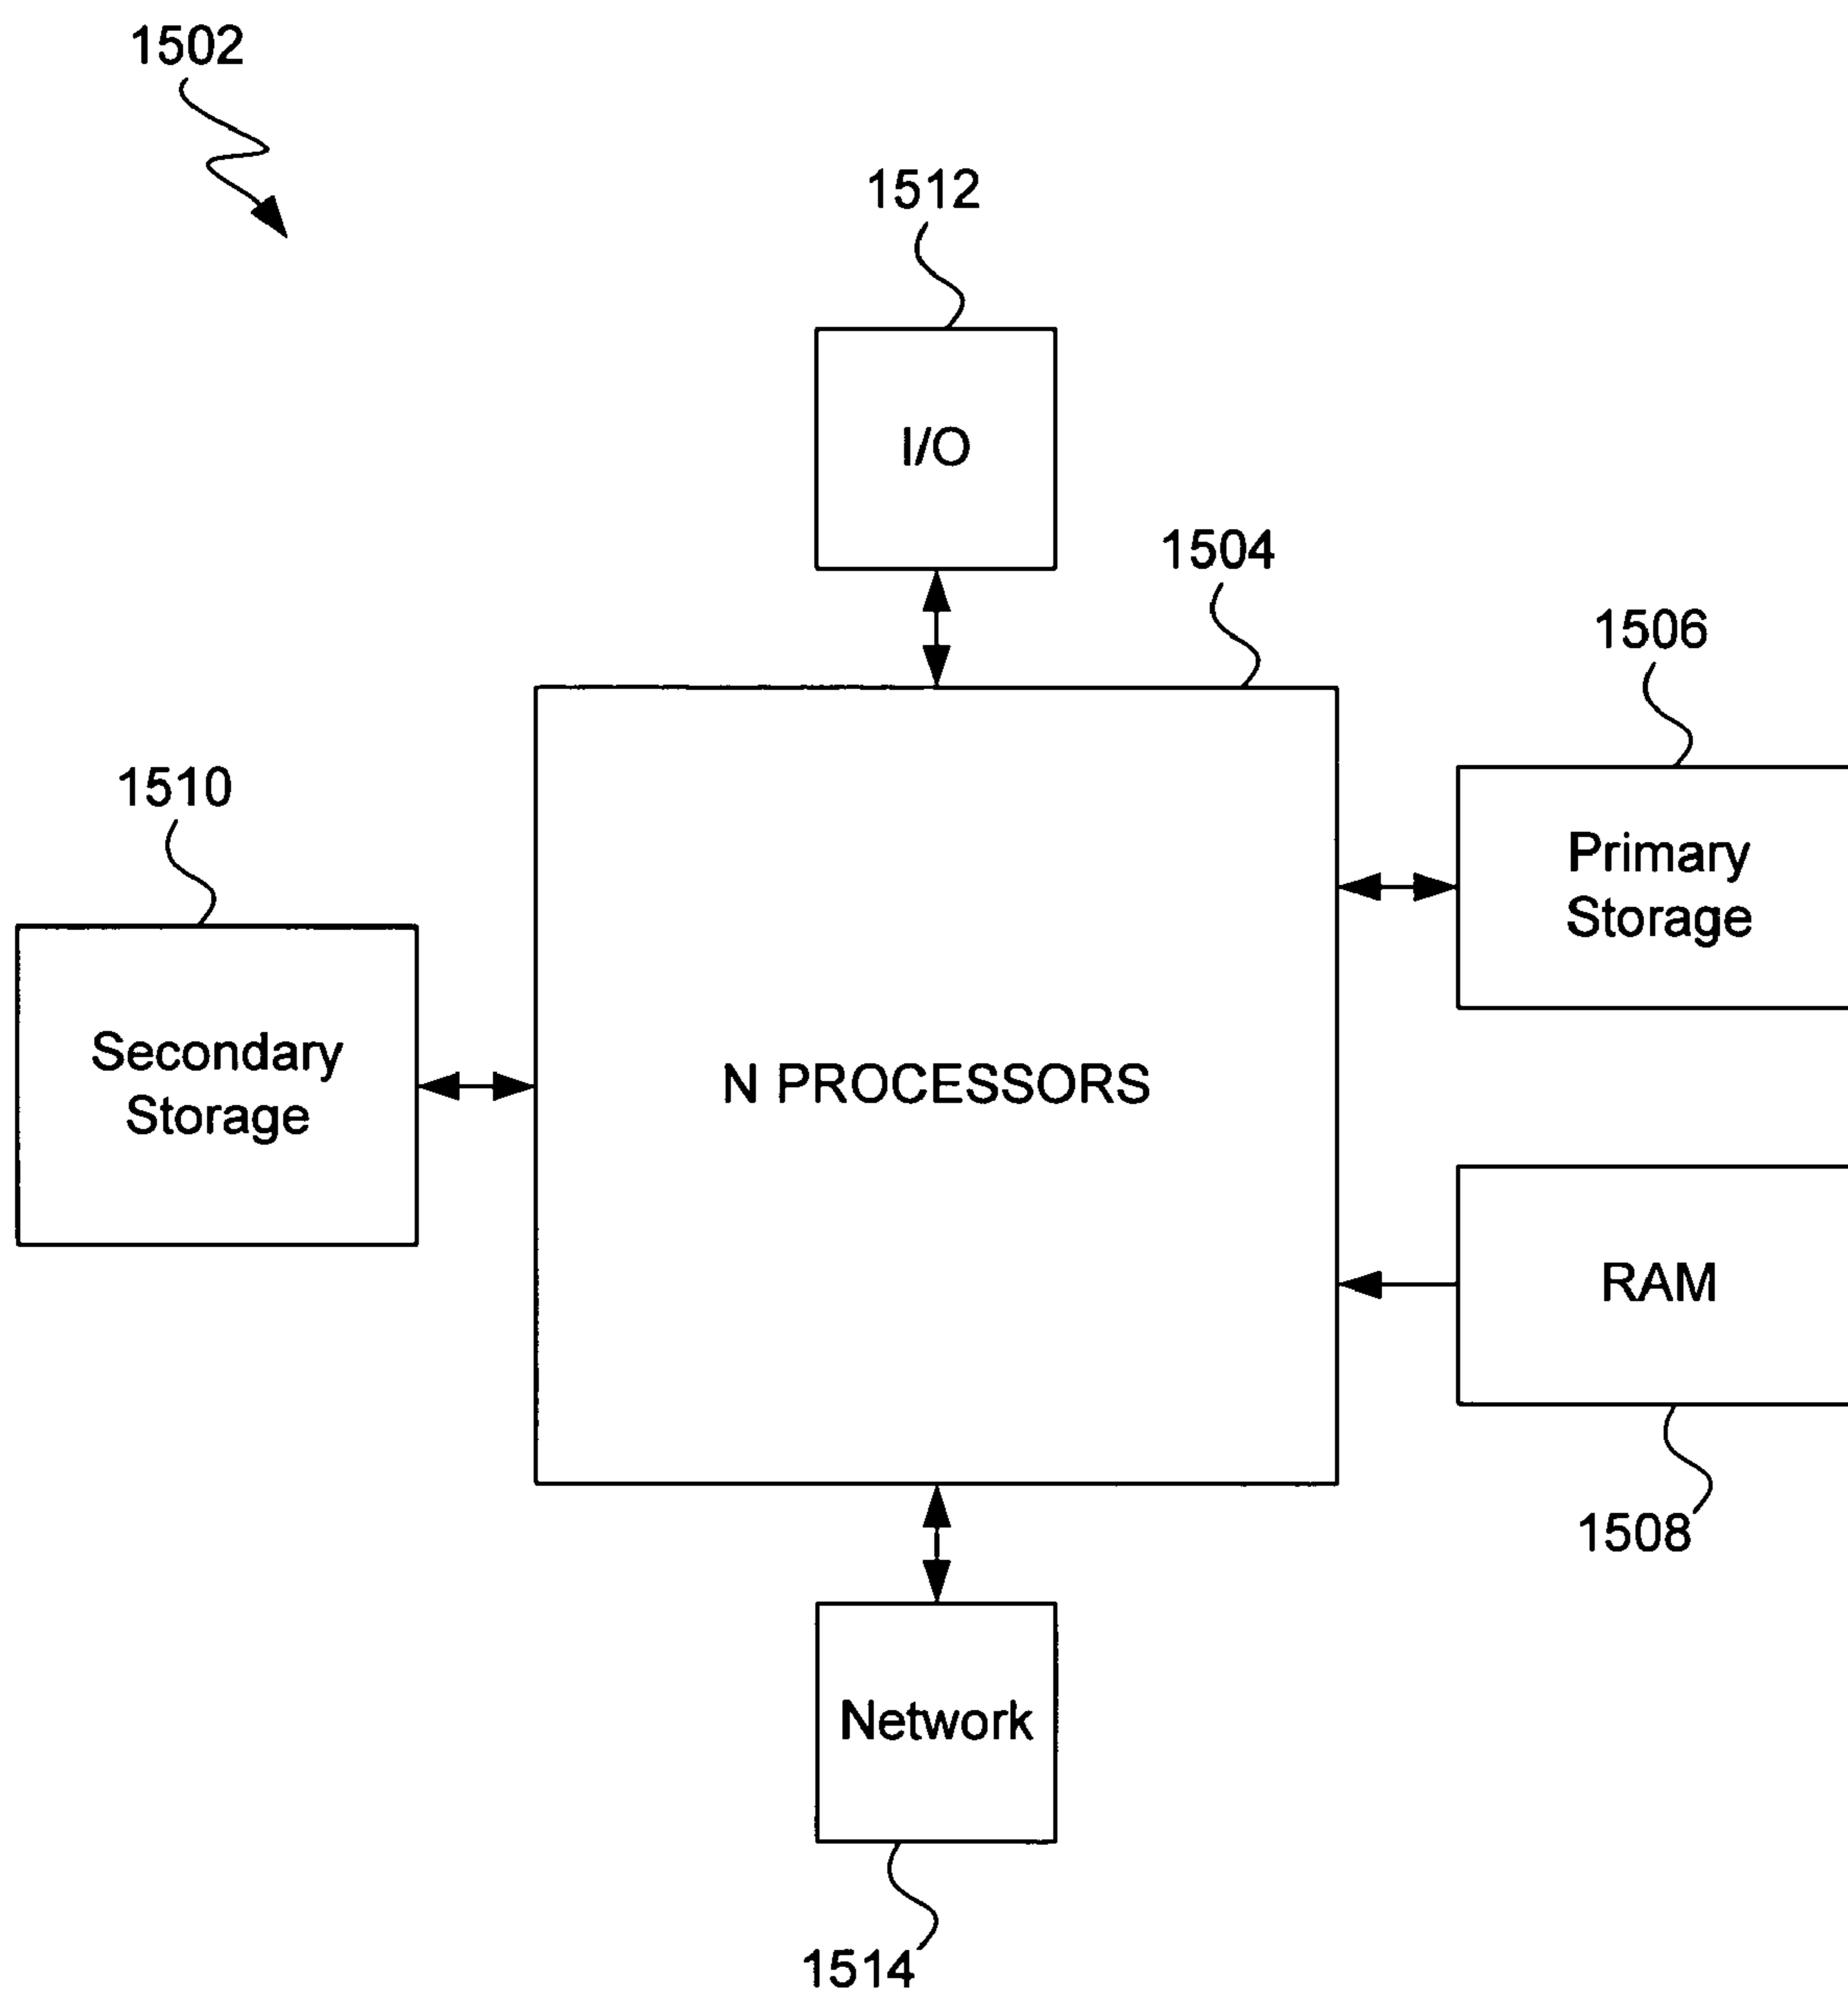 1502
1512
I/O
1504
1506
Primary
Storage
1510
Secondary
Storage
N PROCESSORS
RAM
1508
Network
1514